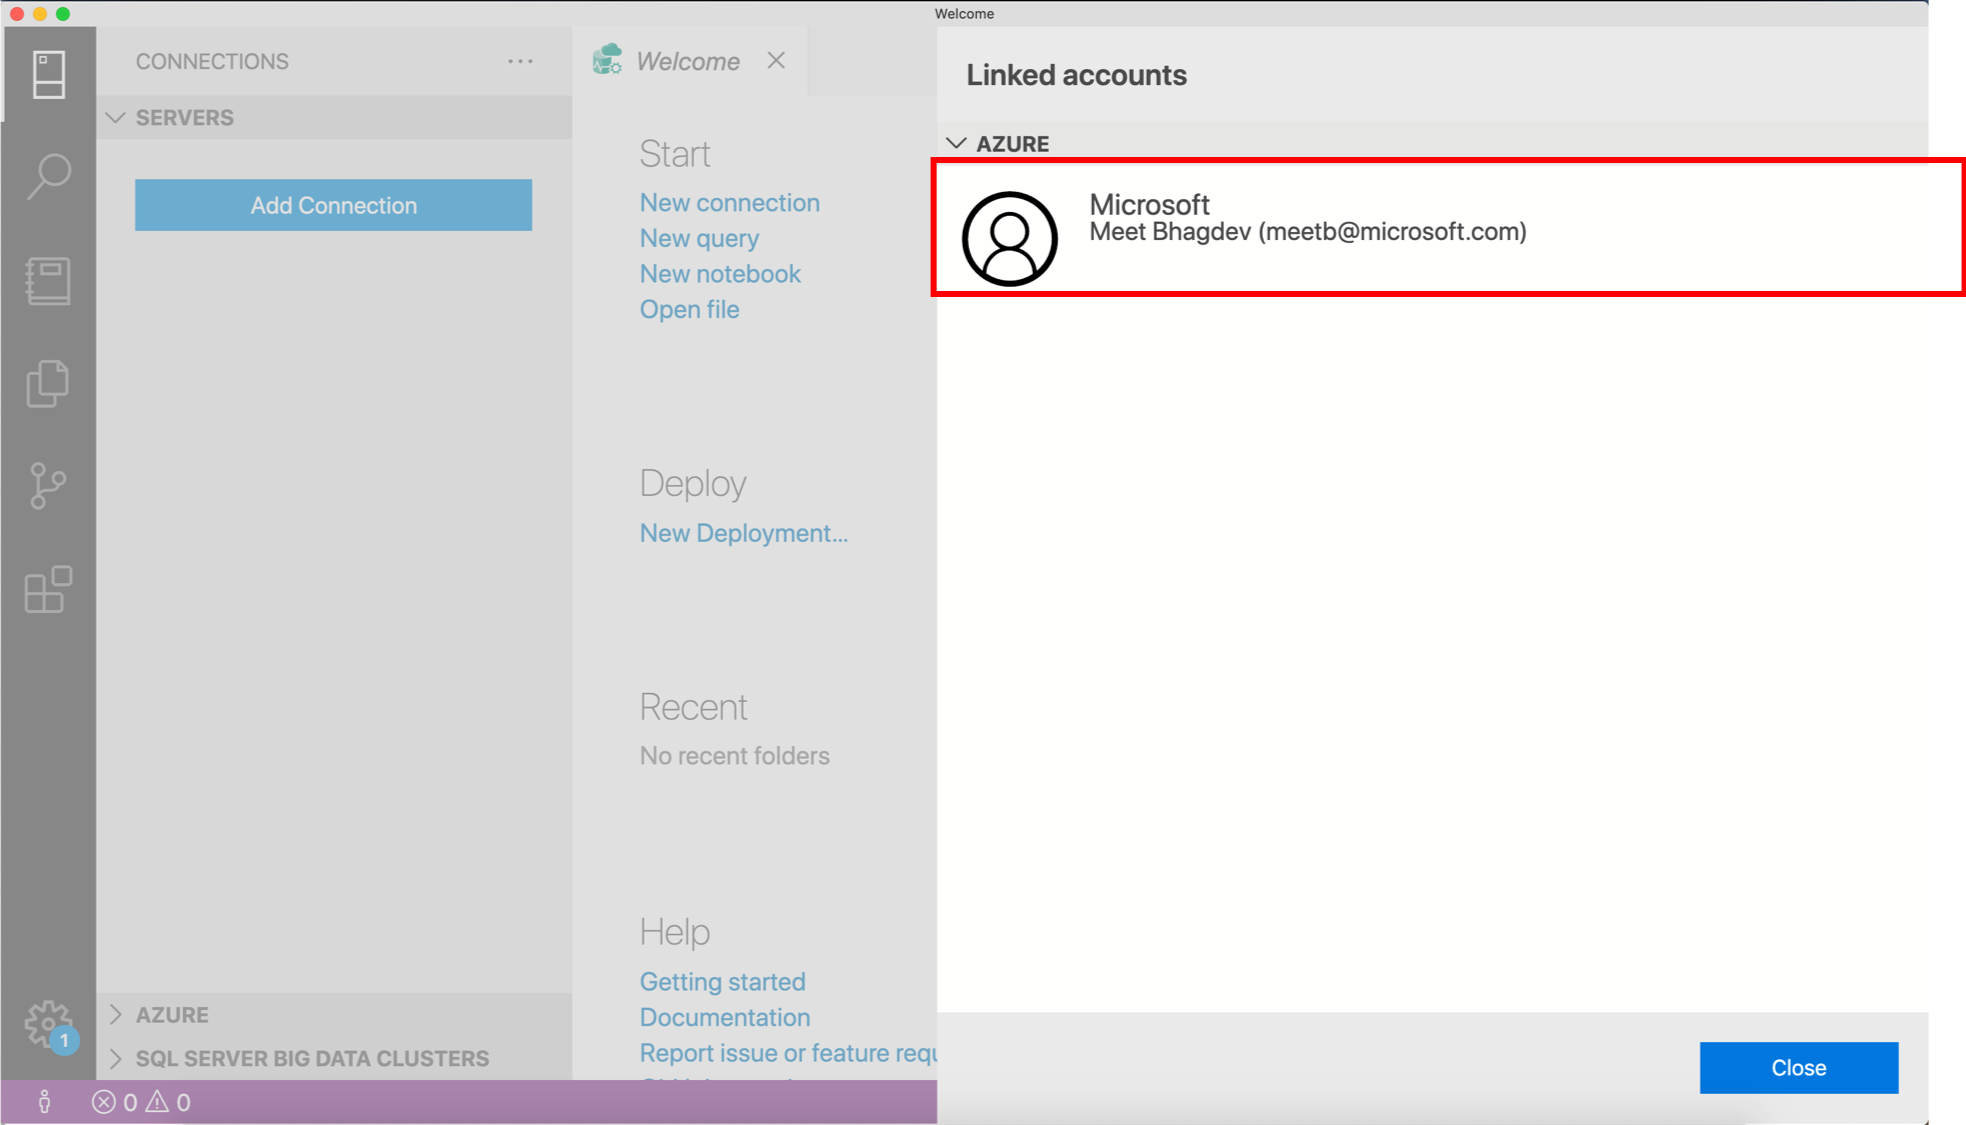 Welcome
CONNECTIONS
SERVERS
Add Connection
Welcome
Start
New connection
New query
New notebook
Open file
Deploy
New Deployment...
Recent
No recent folders
Help
Getting started
Documentation
Report issue or feature requ
Linked accounts
AZURE
Microsoft
Meet Bhagdev (meetb@microsoft.com)
Close
AZURE
SQL SERVER BIG DATA CLUSTERS
1
0 0